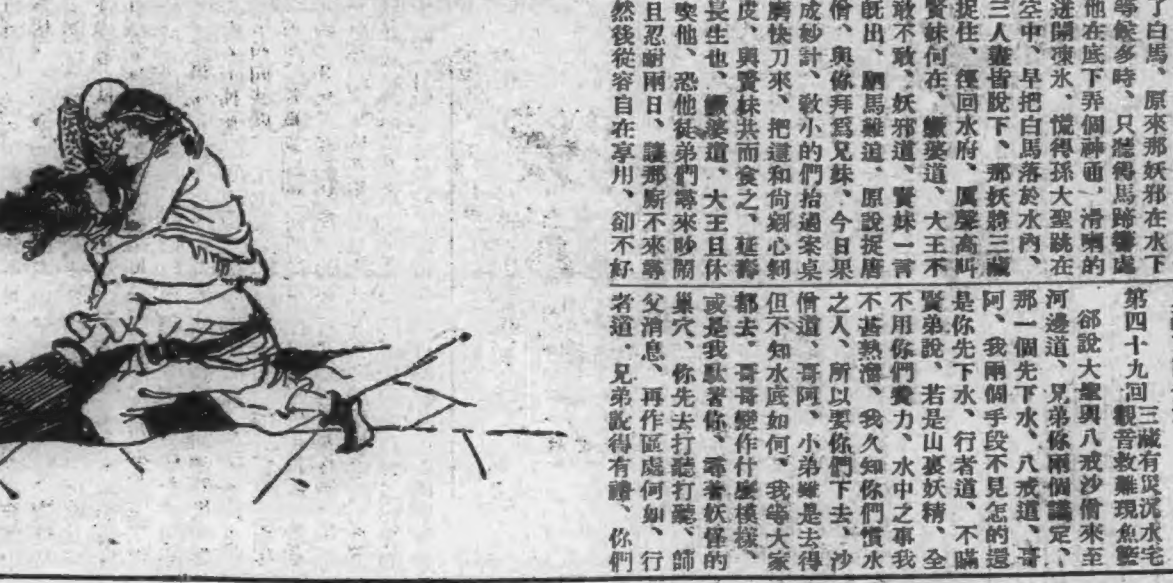 了白馬、原來那妖邪在水下
等候多時、只聽得馬蹄響處
他在底下弄個神通、滑喇的
迸開凍氷、慌得孫大聖跳在
空中、早把白馬落於水內、
三人盡皆脫下、那妖將三藏
捉住、徑回水府、厲聲高叫
賢妹何在、鱖婆道、大王不
敢不敢、妖邪道、賢妹一言
既出、駟馬難追、原說捉唐
僧、與你拜爲兄妹、今日果
成妙計、敎小的們抬過案桌
磨快刀來、把這和尙剜心剝
皮、與賢妹共而食之、延壽
長生也、鱖婆道、大王且休
喫他、恐他徒弟們尋來吵鬧
且忍耐兩日、讓那廝不來尋
然後從容自在享用、卻不好
第四十九回 三藏有災沉水宅
觀音救難現魚籃
郤說大聖與八戒沙僧來至
河邊道、兄弟你兩個議定、
那一個先下水、八戒道、哥
阿、我兩個手段不見怎的還
是你先下水、行者道、不瞞
賢弟說、若是山裏妖精、全
不用你們費力、水中之事我
不甚熟溜、我久知你們慣水
之人、所以要你們下去、沙
僧道、哥阿、小弟雖是去得
但不知水底如何、我等大家
都去、哥哥變作什麼模樣、
或是我馱著你、尋著妖怪的
巢穴、你先去打聽打聽、師
父消息、再作區處何如、行
者道、兄弟說得有禮、你們